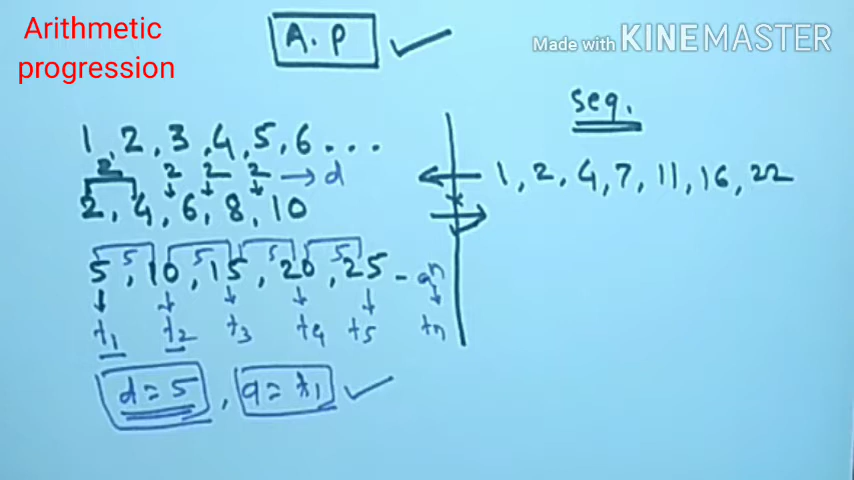 Arithmetic
progression
A.P
Made with KINEMASTER
1, 2, 3, 4, 5, 6...
2 2 2 2 → d
2, 4, 6, 8, 10
5 5 5 5
5, 10, 15, 20, 25 - an
t1 t2 t3 t4 t5 tn
d = 5, a = t1
Seq.
1, 2, 4, 7, 11, 16, 22